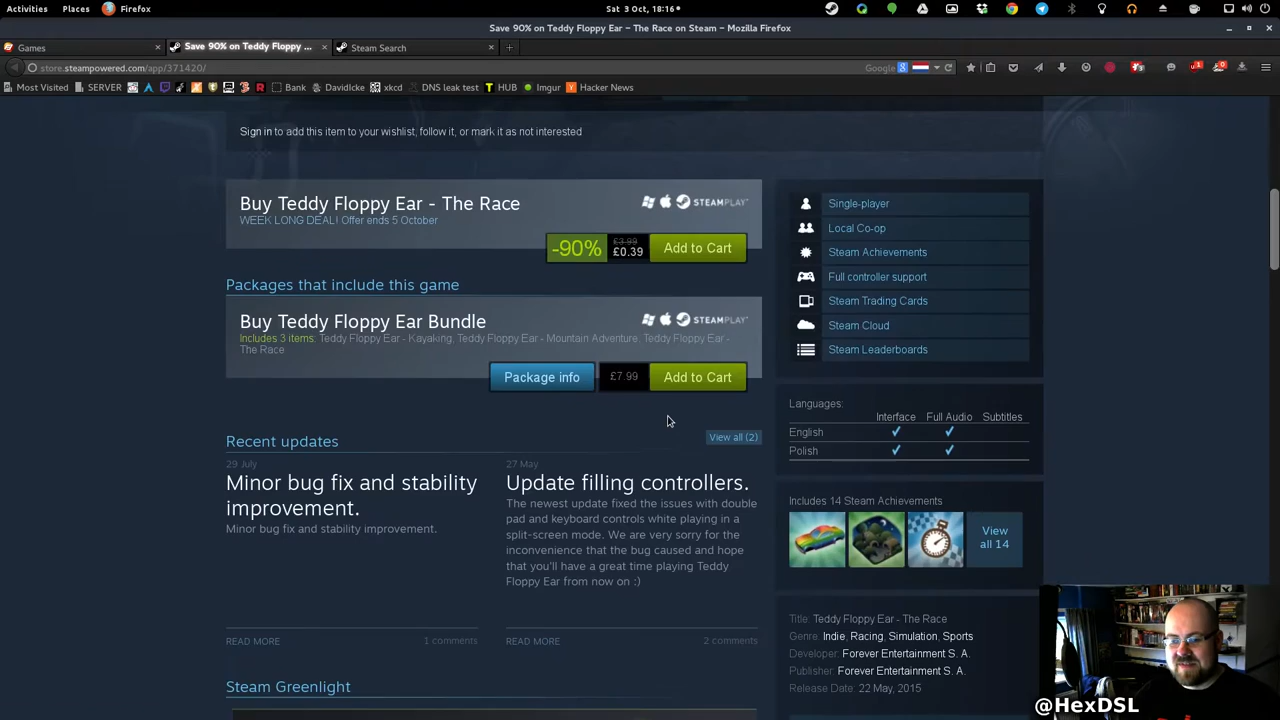 Activities Places Firefox Sat 3 Oct, 18:16
Save 90% on Teddy Floppy Ear – The Race on Steam – Mozilla Firefox
Games Save 90% on Teddy Floppy ... Steam Search
store.steampowered.com/app/371420/ Google
Most Visited SERVER Bank DavidIcke xkcd DNS leak test HUB Imgur Hacker News
Sign in to add this item to your wishlist, follow it, or mark it as not interested
Buy Teddy Floppy Ear - The Race
STEAMPLAY
WEEK LONG DEAL! Offer ends 5 October
-90% £3.99 £0.39 Add to Cart
Packages that include this game
Buy Teddy Floppy Ear Bundle
STEAMPLAY
Includes 3 items: Teddy Floppy Ear - Kayaking, Teddy Floppy Ear - Mountain Adventure, Teddy Floppy Ear -
The Race
Package info £7.99 Add to Cart
Recent updates View all (2)
29 July
Minor bug fix and stability
improvement.
Minor bug fix and stability improvement.
READ MORE 1 comments
27 May
Update filling controllers.
The newest update fixed the issues with double
pad and keyboard controls while playing in a
split-screen mode. We are very sorry for the
inconvenience that the bug caused and hope
that you'll have a great time playing Teddy
Floppy Ear from now on :)
READ MORE 2 comments
Steam Greenlight
Single-player
Local Co-op
Steam Achievements
Full controller support
Steam Trading Cards
Steam Cloud
Steam Leaderboards
Languages:
Interface Full Audio Subtitles
English ✓ ✓
Polish ✓ ✓
Includes 14 Steam Achievements
View
all 14
Title: Teddy Floppy Ear - The Race
Genre: Indie, Racing, Simulation, Sports
Developer: Forever Entertainment S. A.
Publisher: Forever Entertainment S. A.
Release Date: 22 May, 2015
@HexDSL